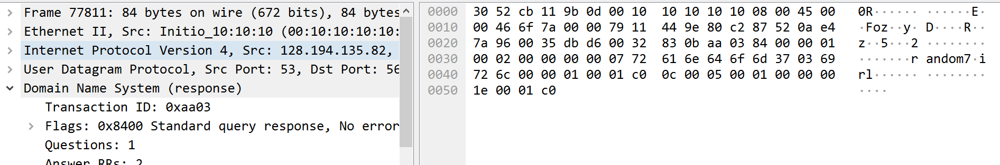 Frame 77811: 84 bytes on wire (672 bits), 84 bytes
Ethernet II, Src: Initio_10:10:10 (00:10:10:10:10:
Internet Protocol Version 4, Src: 128.194.135.82,
User Datagram Protocol, Src Port: 53, Dst Port: 56
Domain Name System (response)
Transaction ID: 0xaa03
Flags: 0x8400 Standard query response, No error
Questions: 1
Answer RRs: 2
0000 30 52 cb 11 9b 0d 00 10 10 10 10 10 08 00 45 00 0R······ ······E·
0010 00 46 6f 7a 00 00 79 11 44 9e 80 c2 87 52 0a e4 ·Foz··y· D····R··
0020 7a 96 00 35 db d6 00 32 83 0b aa 03 84 00 00 01 z··5···2 ········
0030 00 02 00 00 00 00 07 72 61 6e 64 6f 6d 37 03 69 ·······r andom7·i
0040 72 6c 00 00 01 00 01 c0 0c 00 05 00 01 00 00 00 rl······ ········
0050 1e 00 01 c0 ····